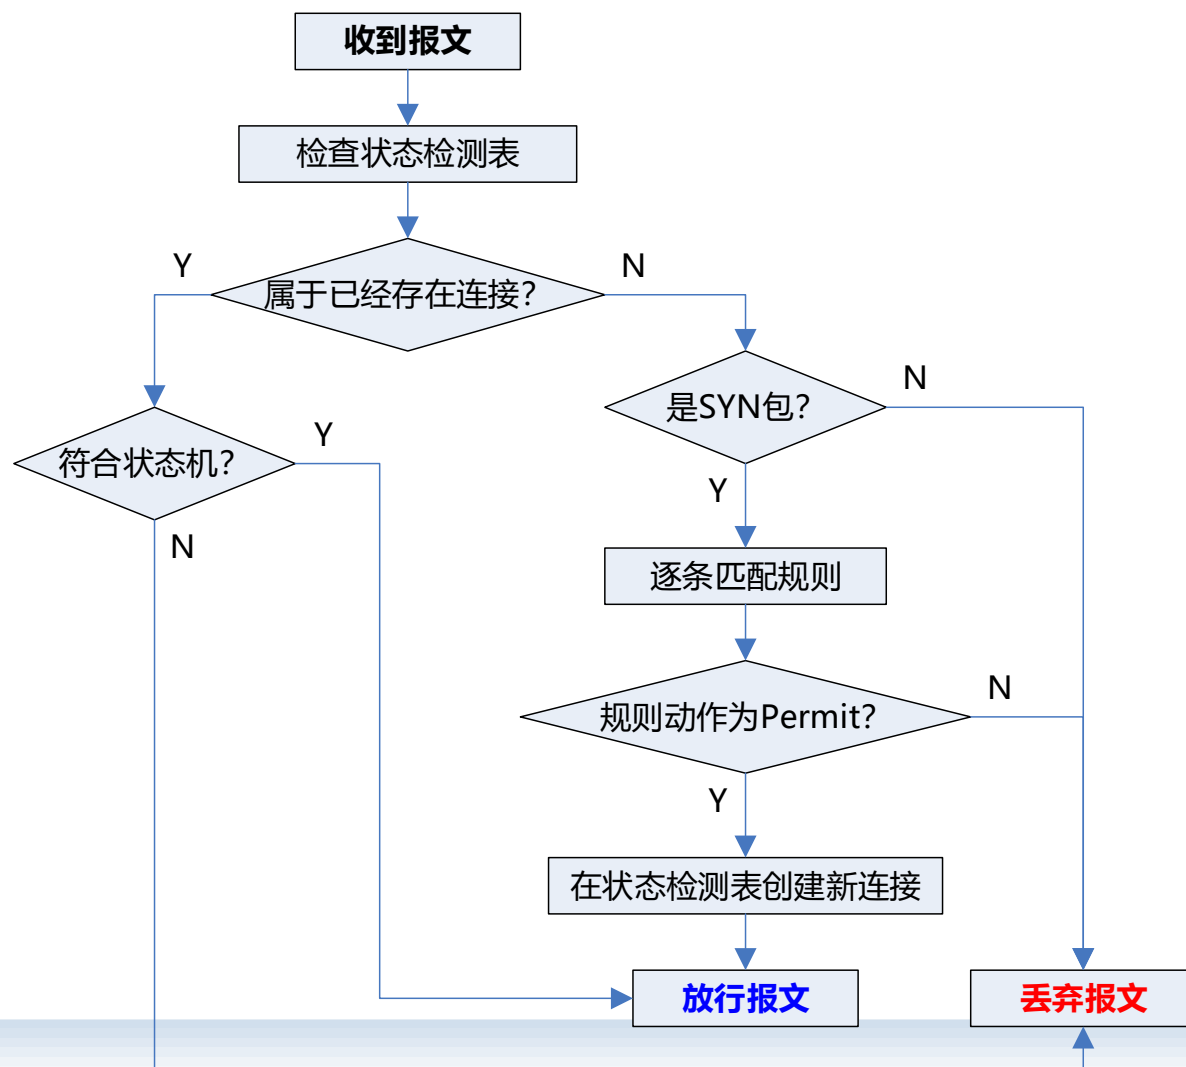 收到报文
检查状态检测表
Y
N
属于已经存在连接?
N
是SYN包?
Y
符合状态机?
Y
N
逐条匹配规则
N
规则动作为Permit?
Y
在状态检测表创建新连接
放行报文
丢弃报文